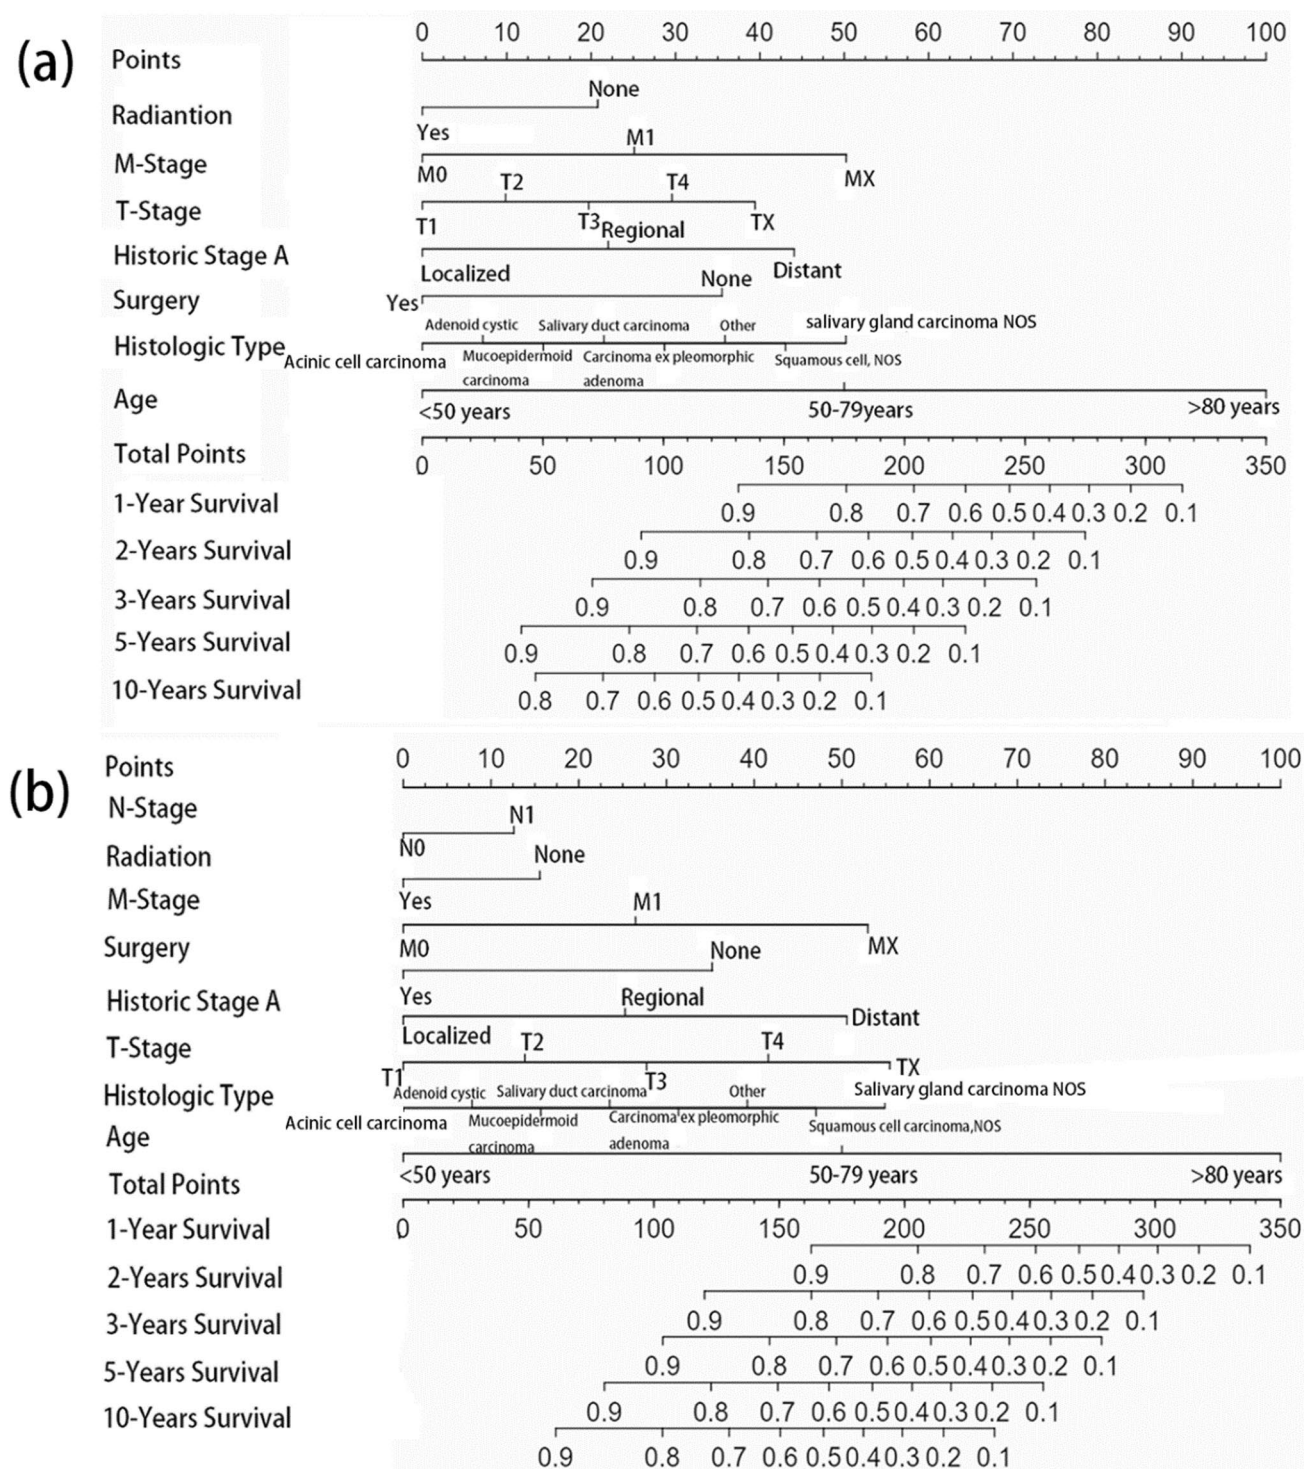 (a)
0 10 20 30 40 50 60 70 80 90 100
Points
None
Radiantion
Yes
M1
M-Stage
M0
MX
T2 T4
T-Stage
T1 T3 TX
Regional
Historic Stage A
Localized Distant
None
Surgery
Yes
Adenoid cystic Salivary duct carcinoma Other salivary gland carcinoma NOS
Histologic Type
Acinic cell carcinoma Mucoepidermoid Carcinoma ex pleomorphic Squamous cell, NOS
carcinoma adenoma
Age
<50 years 50-79years >80 years
Total Points
0 50 100 150 200 250 300 350
1-Year Survival
0.9 0.8 0.7 0.6 0.5 0.4 0.3 0.2 0.1
2-Years Survival
0.9 0.8 0.7 0.6 0.5 0.4 0.3 0.2 0.1
3-Years Survival
0.9 0.8 0.7 0.6 0.5 0.4 0.3 0.2 0.1
5-Years Survival
0.9 0.8 0.7 0.6 0.5 0.4 0.3 0.2 0.1
10-Years Survival
0.8 0.7 0.6 0.5 0.4 0.3 0.2 0.1
(b)
0 10 20 30 40 50 60 70 80 90 100
Points
N-Stage
N1
N0
Radiation
None
Yes
M-Stage
M1
M0 MX
Surgery
None
Yes
Historic Stage A
Regional
Localized Distant
T-Stage
T2 T4
T1 T3 TX
Adenoid cystic Salivary duct carcinoma Other Salivary gland carcinoma NOS
Histologic Type
Acinic cell carcinoma Mucoepidermoid Carcinoma ex pleomorphic Squamous cell carcinoma,NOS
carcinoma adenoma
Age
<50 years 50-79 years >80 years
Total Points
0 50 100 150 200 250 300 350
1-Year Survival
0.9 0.8 0.7 0.6 0.5 0.4 0.3 0.2 0.1
2-Years Survival
0.9 0.8 0.7 0.6 0.5 0.4 0.3 0.2 0.1
3-Years Survival
0.9 0.8 0.7 0.6 0.5 0.4 0.3 0.2 0.1
5-Years Survival
0.9 0.8 0.7 0.6 0.5 0.4 0.3 0.2 0.1
10-Years Survival
0.9 0.8 0.7 0.6 0.5 0.4 0.3 0.2 0.1